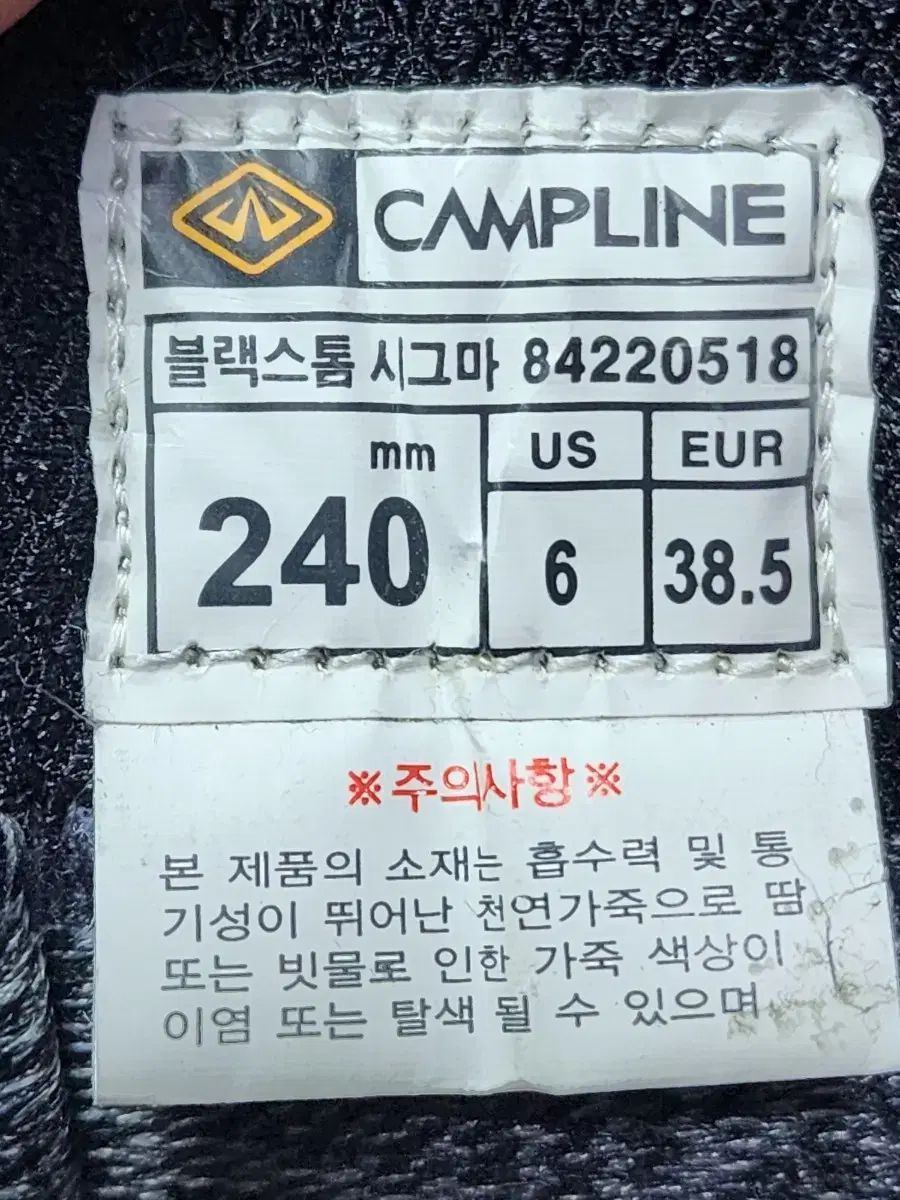 CAMPLINE
블랙스톰 시그마 84220518
mm US EUR
240 6 38.5
※주의사항※
본 제품의 소재는 흡수력 및 통
기성이 뛰어난 천연가죽으로 땀
또는 빗물로 인한 가죽 색상이
이염 또는 탈색 될 수 있으며